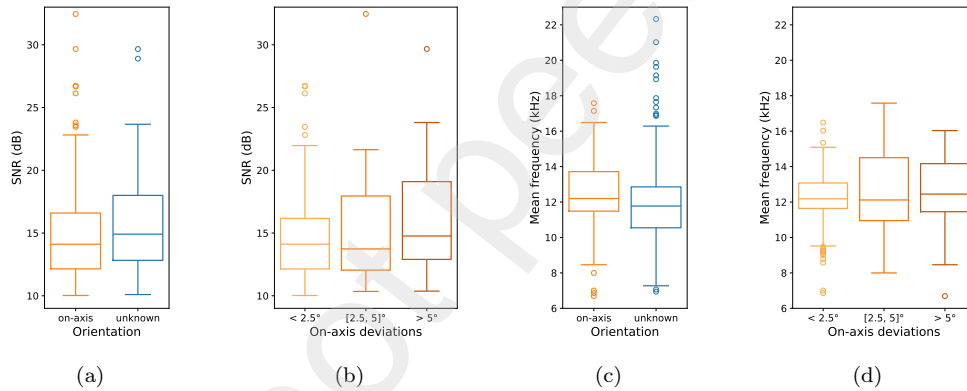 SNR (dB)
30
25
20
15
10
on-axis unknown
Orientation
(a)
SNR (dB)
30
25
20
15
10
< 2.5° [2.5, 5]° > 5°
On-axis deviations
(b)
Mean frequency (kHz)
22
20
18
16
14
12
10
8
6
on-axis unknown
Orientation
(c)
Mean frequency (kHz)
22
20
18
16
14
12
10
8
6
< 2.5° [2.5, 5]° > 5°
On-axis deviations
(d)
ot pee